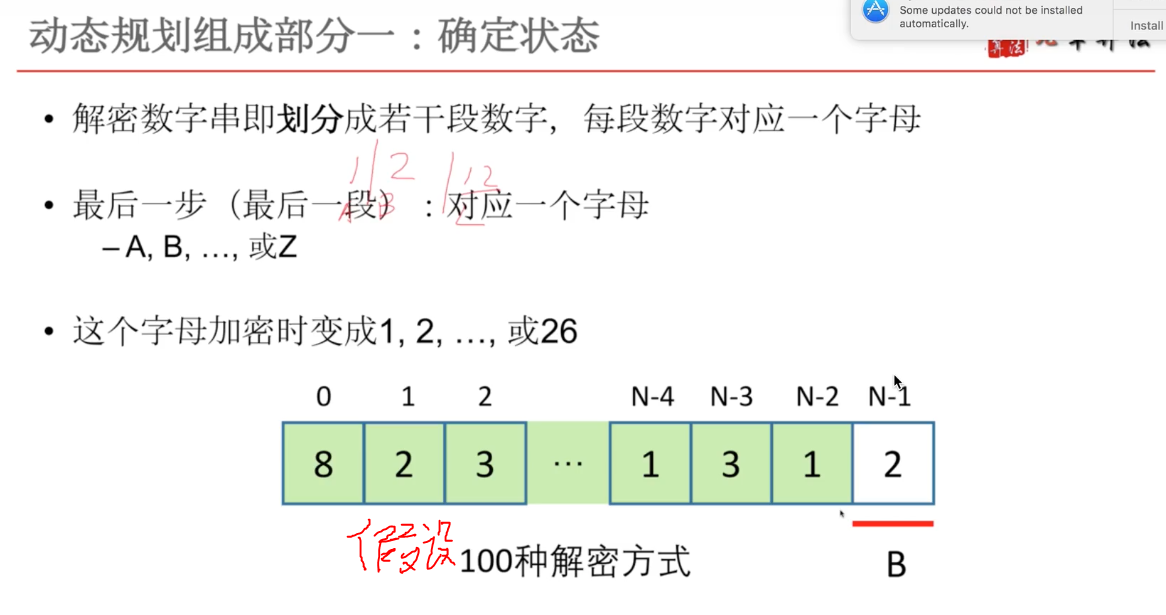 动态规划组成部分一：确定状态
Some updates could not be installed
automatically.
Install
算法
• 解密数字串即划分成若干段数字，每段数字对应一个字母
1 2
12
• 最后一步（最后一段）：对应一个字母
A B
– A, B, …, 或Z
• 这个字母加密时变成1, 2, …, 或26
0 1 2 N-4 N-3 N-2 N-1
8 2 3 … 1 3 1 2
假设100种解密方式 B